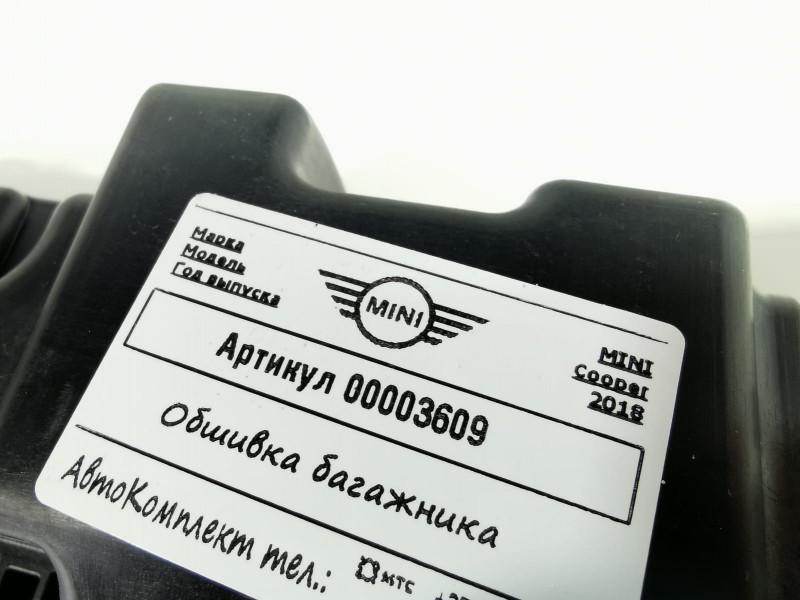 Марка
Модель
Год выпуска
MINI
MINI
Cooper
2018
Артикул 00003609
Обшивка багажника
АвтоКомплект тел.: мтс